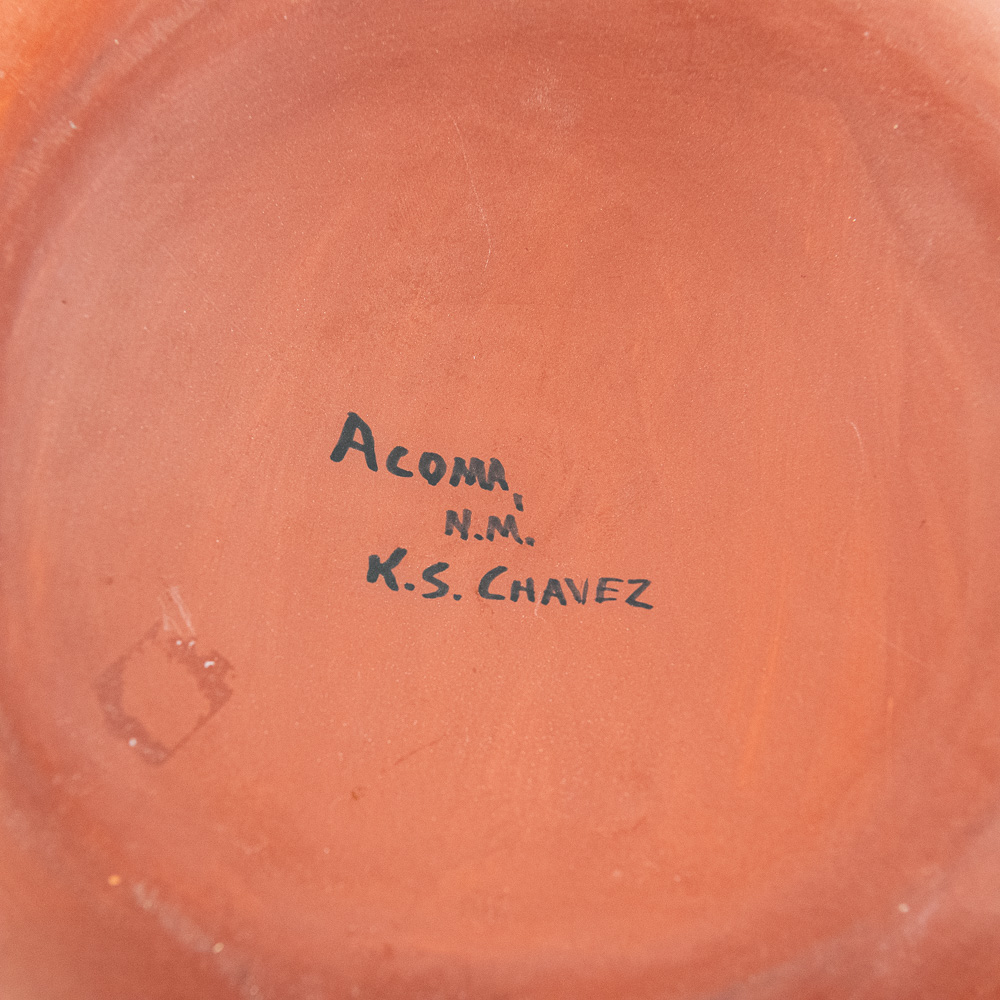 ACOMA,
N.M.
K.S. CHAVEZ